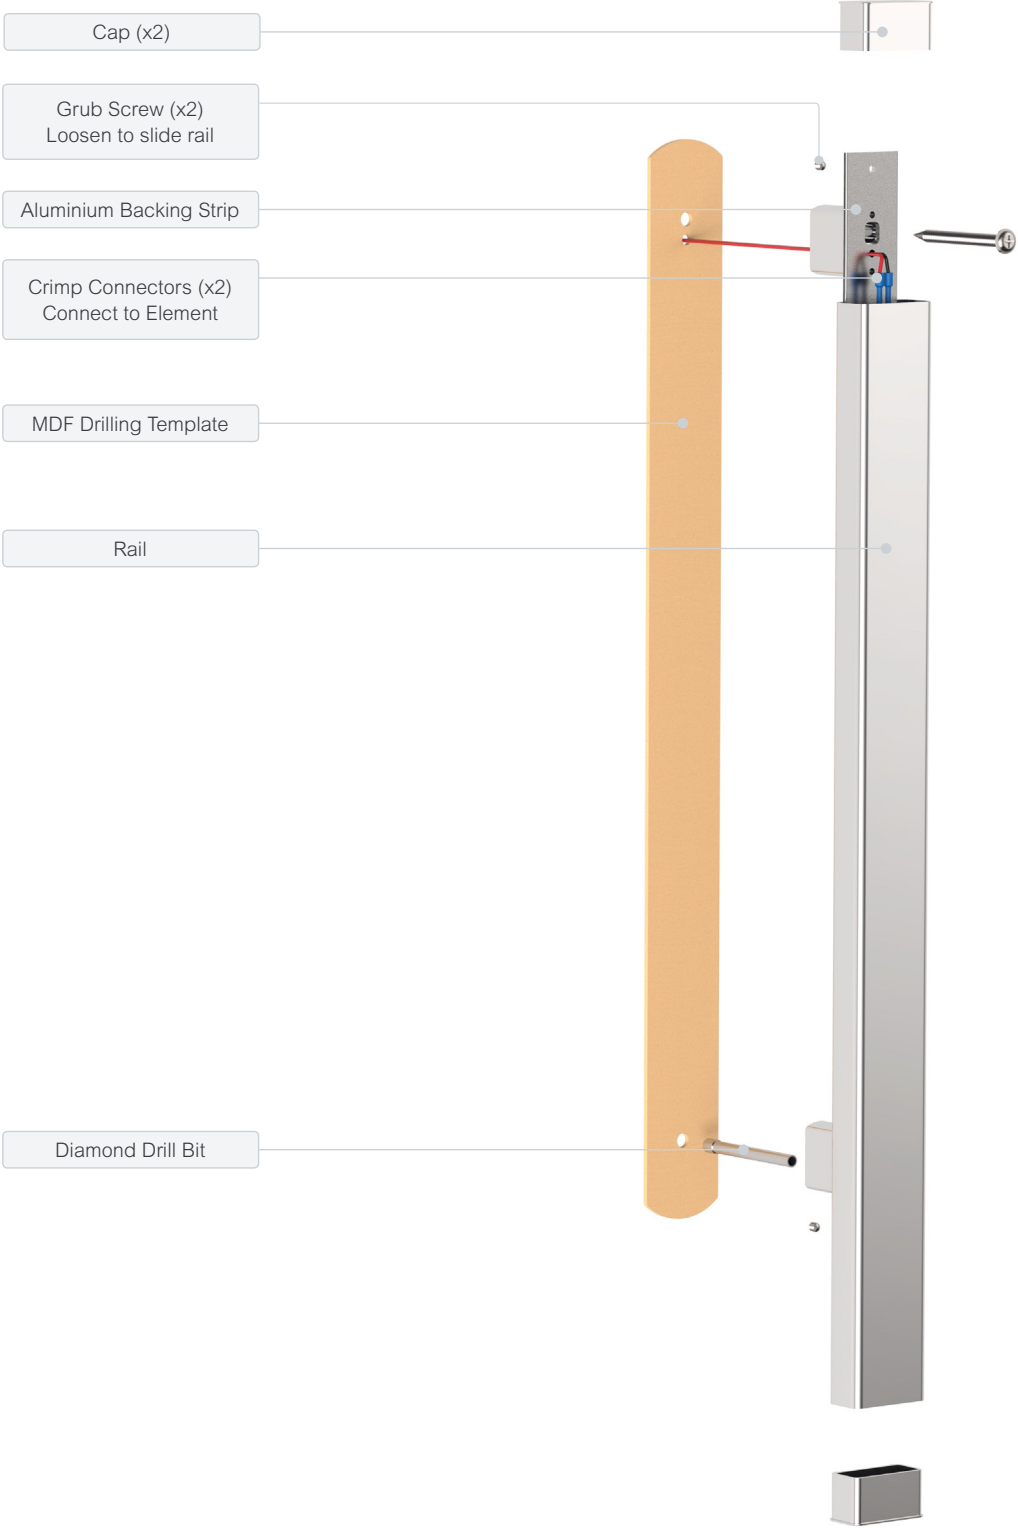 Cap (x2)
Grub Screw (x2)
Loosen to slide rail
Aluminium Backing Strip
Crimp Connectors (x2)
Connect to Element
MDF Drilling Template
Rail
Diamond Drill Bit